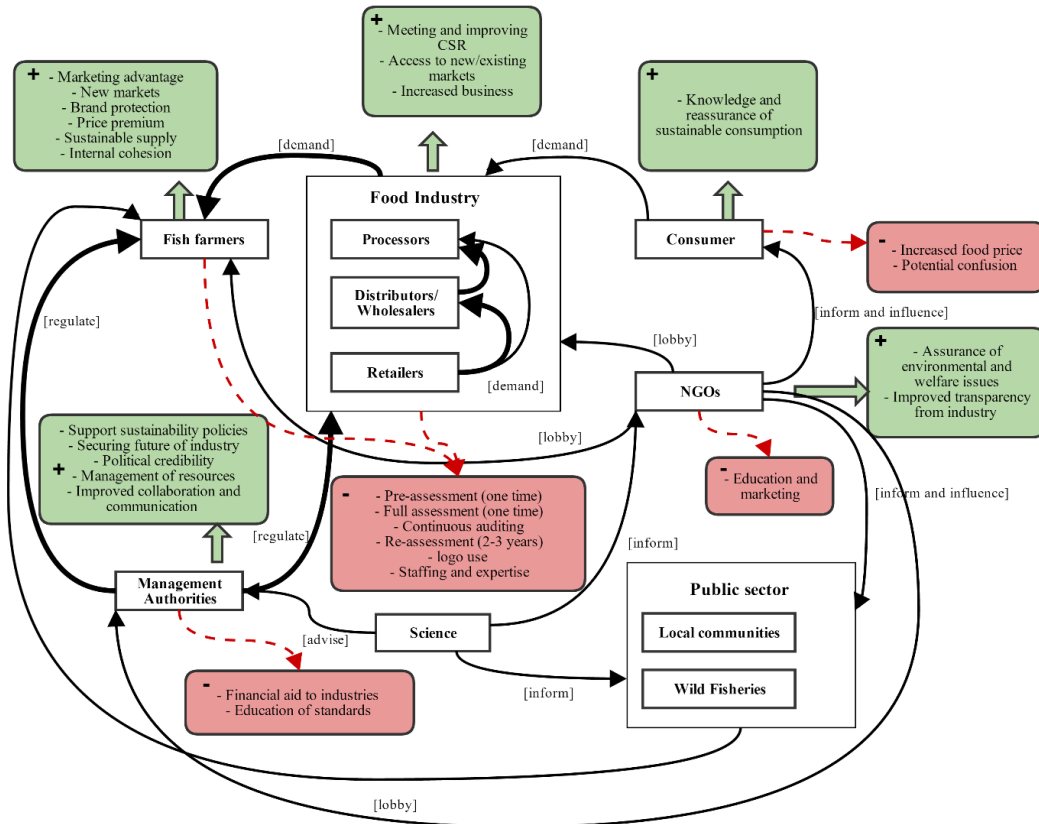 +
- Meeting and improving
CSR
- Access to new/existing
markets
- Increased business
+
- Marketing advantage
- New markets
- Brand protection
- Price premium
- Sustainable supply
- Internal cohesion
+
- Knowledge and
reassurance of
sustainable consumption
[demand]
[demand]
Food Industry
Fish farmers
Processors
Consumer
-
- Increased food price
- Potential confusion
Distributors/
Wholesalers
[regulate]
[inform and influence]
[lobby]
+
- Assurance of
environmental and
welfare issues
- Improved transparency
from industry
Retailers
[demand]
NGOs
[lobby]
+
- Support sustainability policies
- Securing future of industry
- Political credibility
- Management of resources
- Improved collaboration and
communication
-
- Education and
marketing
[inform and influence]
-
- Pre-assessment (one time)
- Full assessment (one time)
- Continuous auditing
- Re-assessment (2-3 years)
- logo use
- Staffing and expertise
[regulate]
[inform]
Management
Authorities
Public sector
Science
Local communities
[advise]
Wild Fisheries
[inform]
-
- Financial aid to industries
- Education of standards
[lobby]